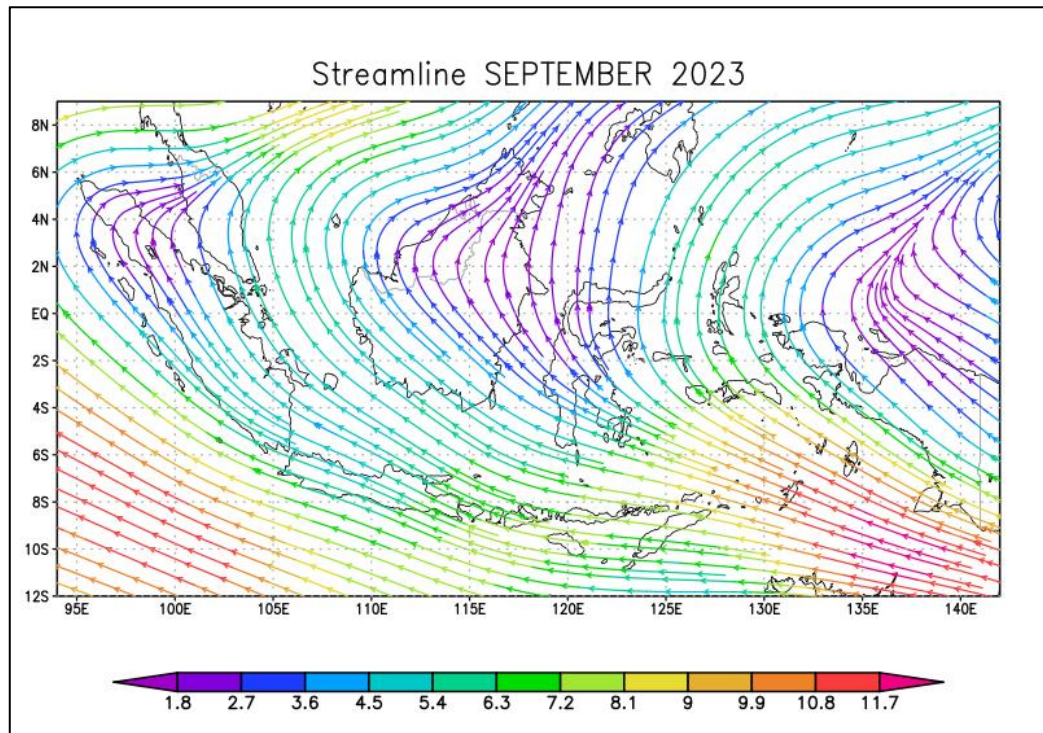 Streamline SEPTEMBER 2023
8N
6N
4N
2N
EQ
2S
4S
6S
8S
10S
12S
95E 100E 105E 110E 115E 120E 125E 130E 135E 140E
1.8 2.7 3.6 4.5 5.4 6.3 7.2 8.1 9 9.9 10.8 11.7